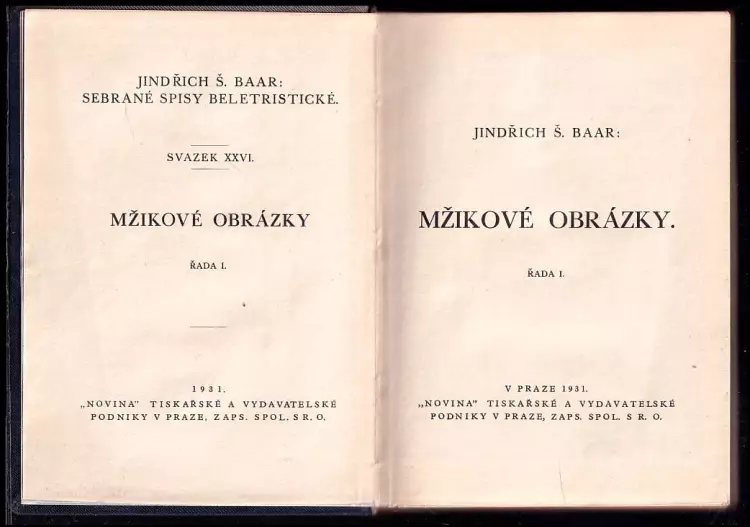 JINDŘICH Š. BAAR:
SEBRANÉ SPISY BELETRISTICKÉ.
SVAZEK XXVI.
MŽIKOVÉ OBRÁZKY
ŘADA I.
1931.
„NOVINA" TISKAŘSKÉ A VYDAVATELSKÉ
PODNIKY V PRAZE, ZAPS. SPOL. S R. O.
JINDŘICH Š. BAAR:
MŽIKOVÉ OBRÁZKY.
ŘADA I.
V PRAZE 1931.
„NOVINA" TISKAŘSKÉ A VYDAVATELSKÉ
PODNIKY V PRAZE, ZAPS. SPOL. S R. O.